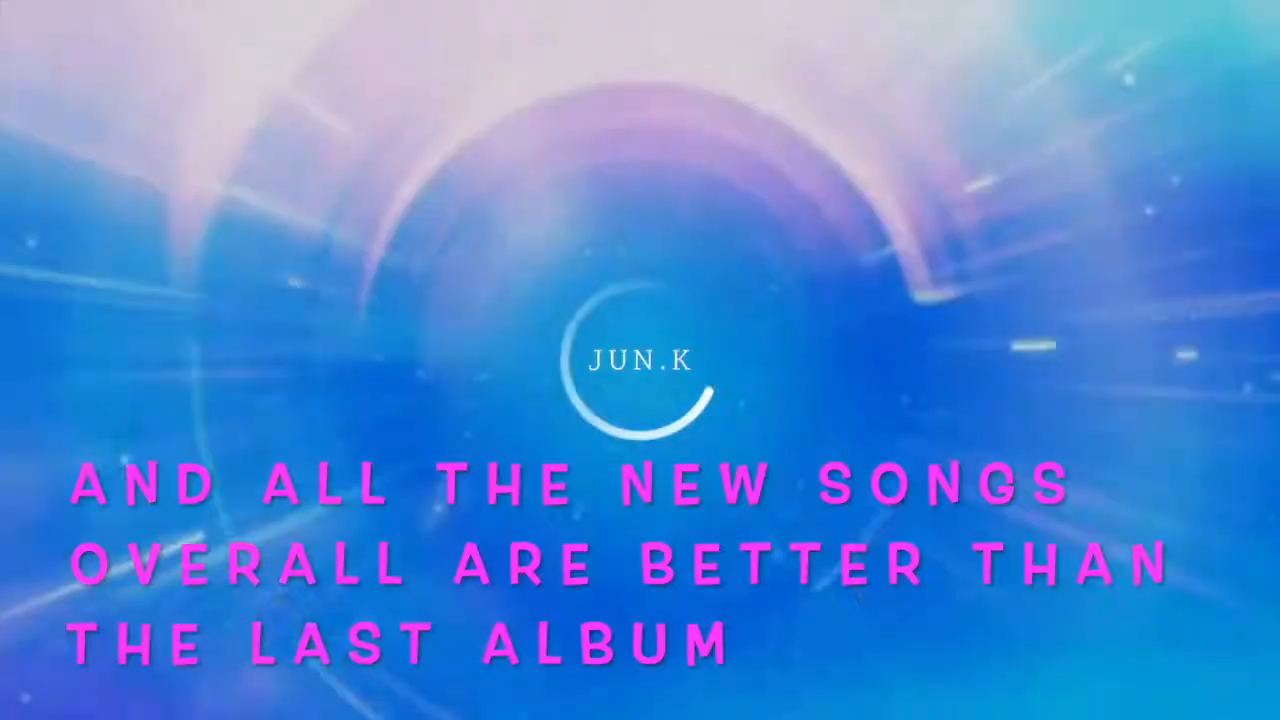 JUN.K
AND ALL THE NEW SONGS
OVERALL ARE BETTER THAN
THE LAST ALBUM